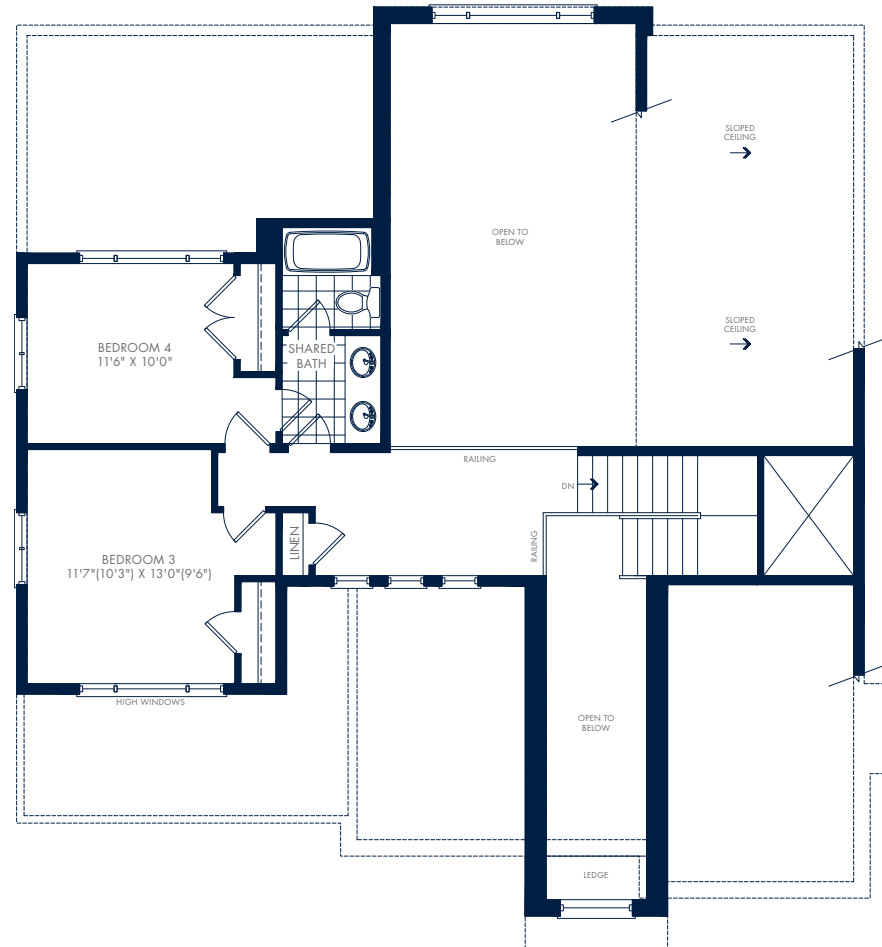 SLOPED
CEILING
OPEN TO
BELOW
SLOPED
CEILING
BEDROOM 4
11'6" X 10'0"
SHARED
BATH
RAILING
DN
RAILING
LINEN
BEDROOM 3
11'7"(10'3") X 13'0"(9'6")
HIGH WINDOWS
OPEN TO
BELOW
LEDGE